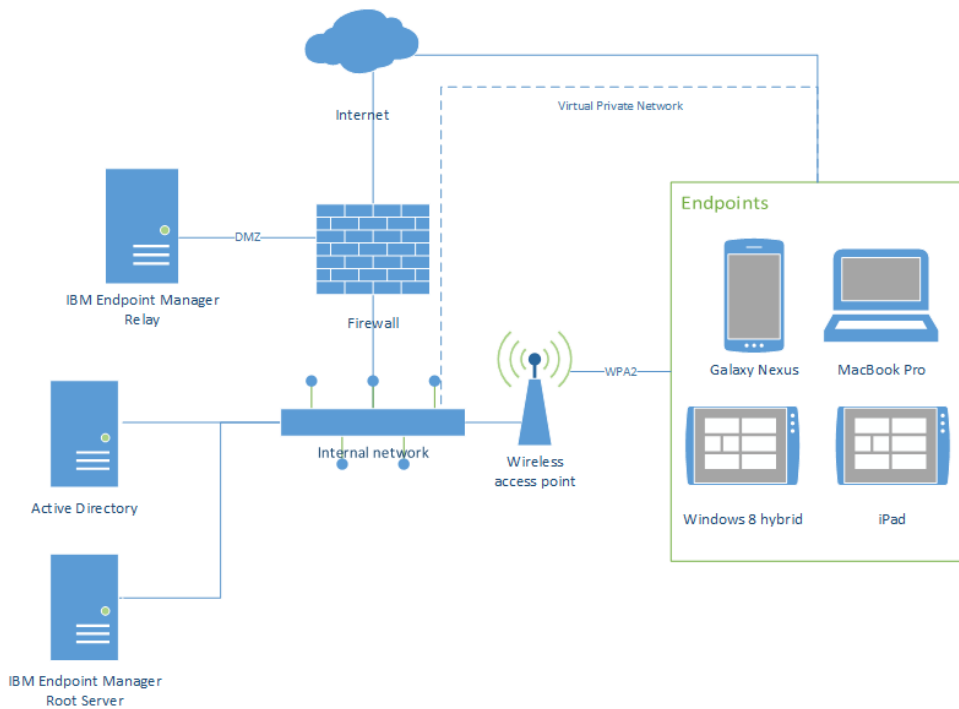 Internet
Virtual Private Network
Endpoints
DMZ
IBM Endpoint Manager
Relay
Firewall
WPA2
Galaxy Nexus
MacBook Pro
Internal network
Wireless
access point
Active Directory
Windows 8 hybrid
iPad
IBM Endpoint Manager
Root Server